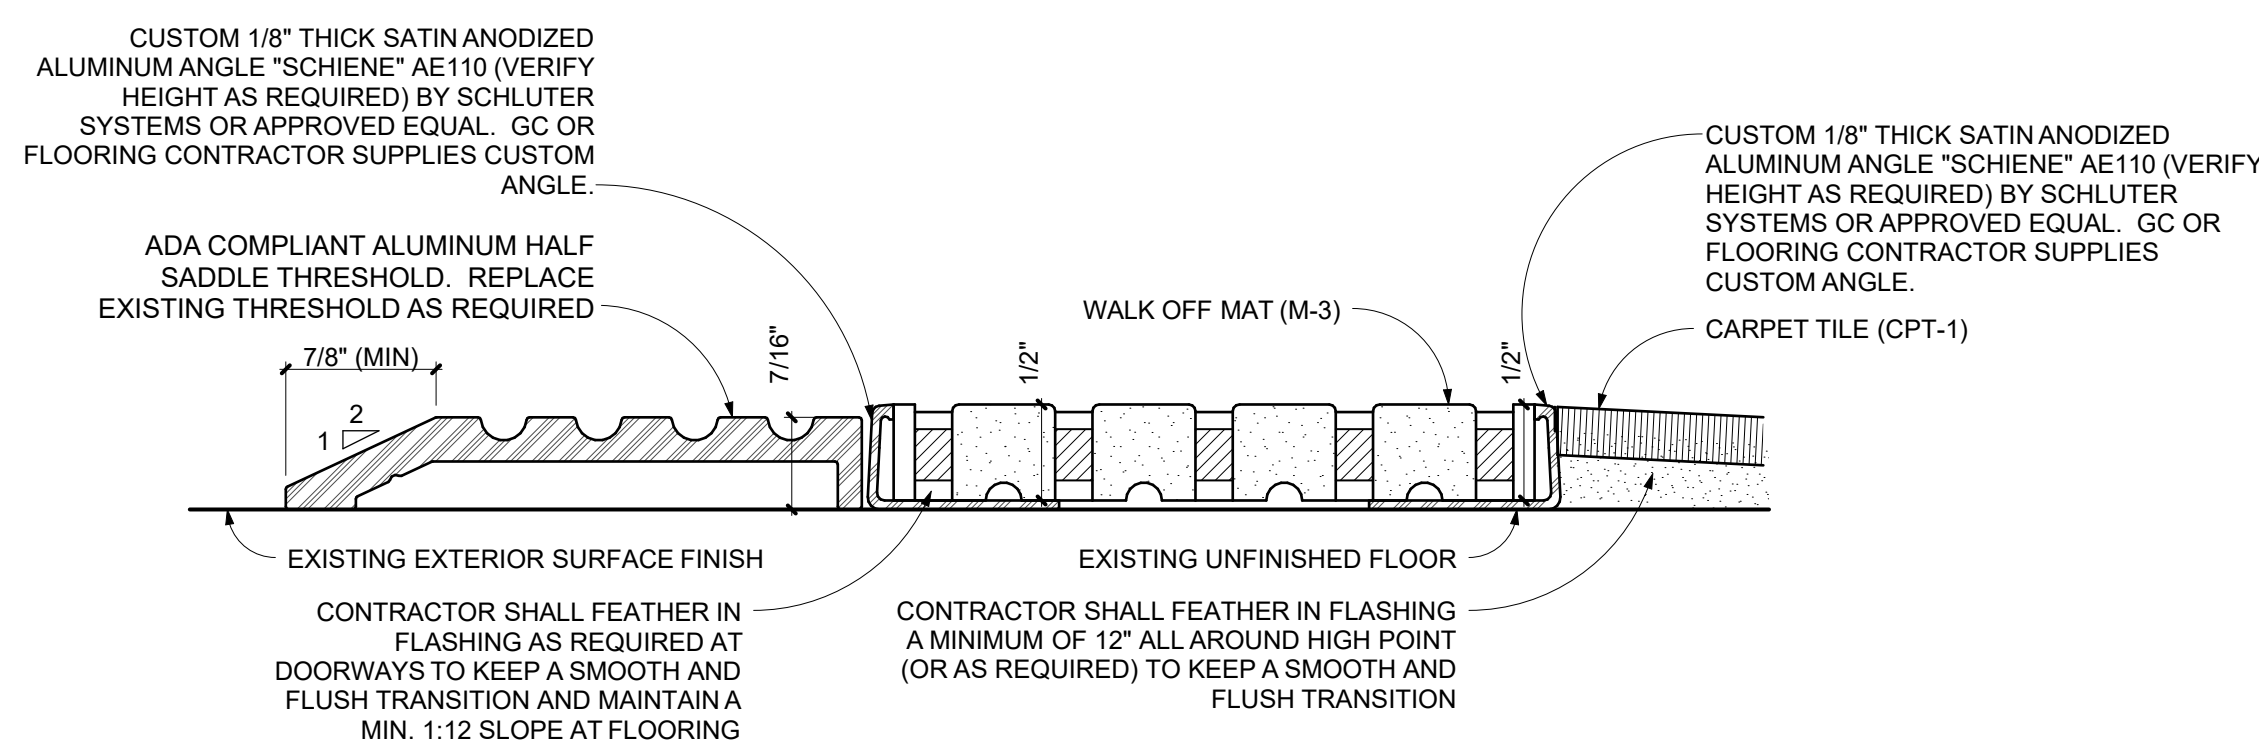 CUSTOM 1/8" THICK SATIN ANODIZED
ALUMINUM ANGLE "SCHIENE" AE110 (VERIFY
HEIGHT AS REQUIRED) BY SCHLUTER
SYSTEMS OR APPROVED EQUAL. GC OR
FLOORING CONTRACTOR SUPPLIES CUSTOM
ANGLE.
ADA COMPLIANT ALUMINUM HALF
SADDLE THRESHOLD. REPLACE
EXISTING THRESHOLD AS REQUIRED
7/8" (MIN)
2
1
7/16"
1/2"
WALK OFF MAT (M-3)
1/2"
CUSTOM 1/8" THICK SATIN ANODIZED
ALUMINUM ANGLE "SCHIENE" AE110 (VERIFY
HEIGHT AS REQUIRED) BY SCHLUTER
SYSTEMS OR APPROVED EQUAL. GC OR
FLOORING CONTRACTOR SUPPLIES
CUSTOM ANGLE.
CARPET TILE (CPT-1)
EXISTING EXTERIOR SURFACE FINISH
CONTRACTOR SHALL FEATHER IN
FLASHING AS REQUIRED AT
DOORWAYS TO KEEP A SMOOTH AND
FLUSH TRANSITION AND MAINTAIN A
MIN. 1:12 SLOPE AT FLOORING
EXISTING UNFINISHED FLOOR
CONTRACTOR SHALL FEATHER IN FLASHING
A MINIMUM OF 12" ALL AROUND HIGH POINT
(OR AS REQUIRED) TO KEEP A SMOOTH AND
FLUSH TRANSITION